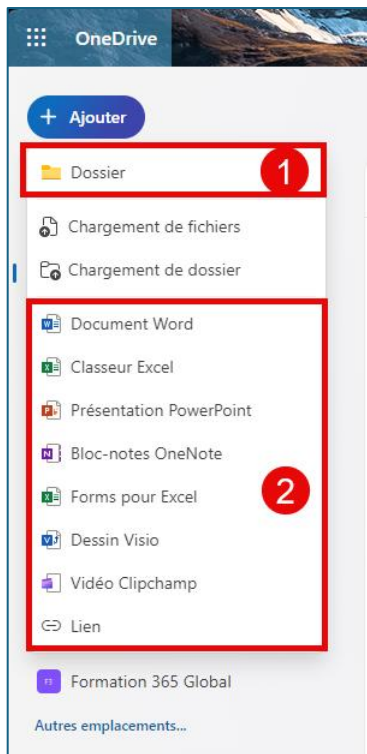 OneDrive
+ Ajouter
Dossier
1
Chargement de fichiers
Chargement de dossier
Document Word
Classeur Excel
Présentation PowerPoint
Bloc-notes OneNote
Forms pour Excel
2
Dessin Visio
Vidéo Clipchamp
Lien
Formation 365 Global
Autres emplacements...